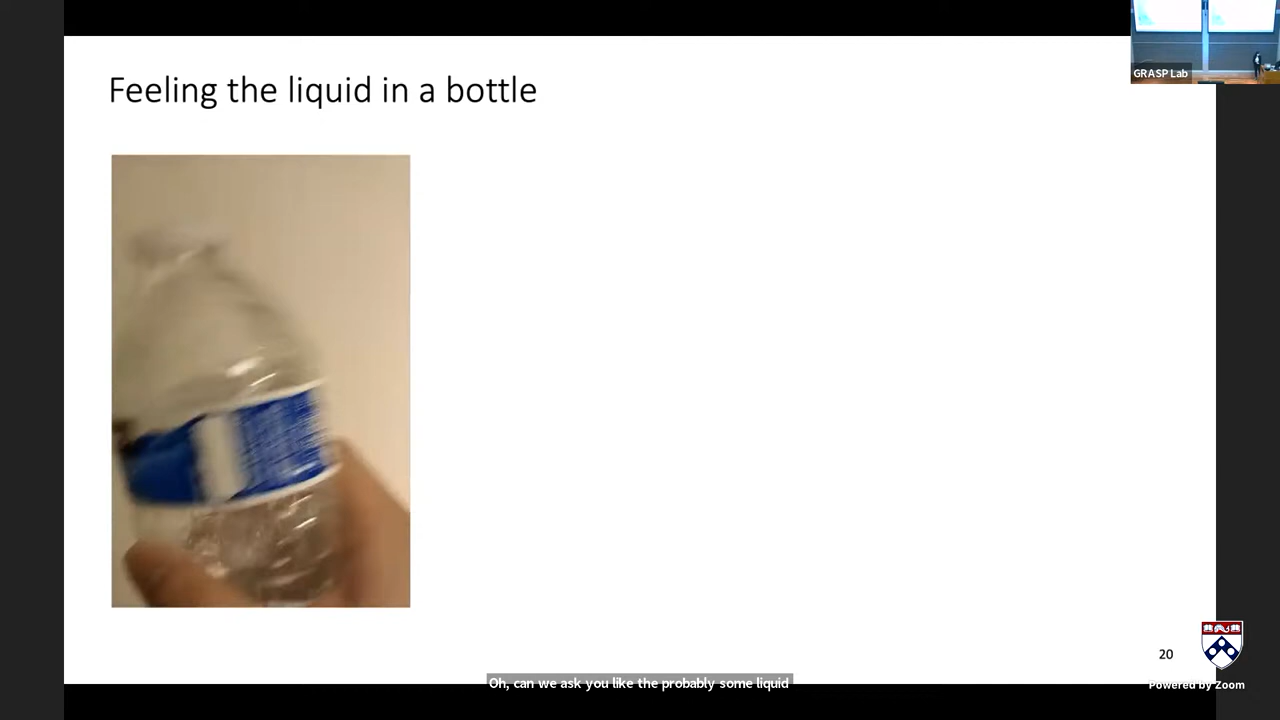 GRASP Lab
Feeling the liquid in a bottle
20
Oh, can we ask you like the probably some liquid
Powered by Zoom